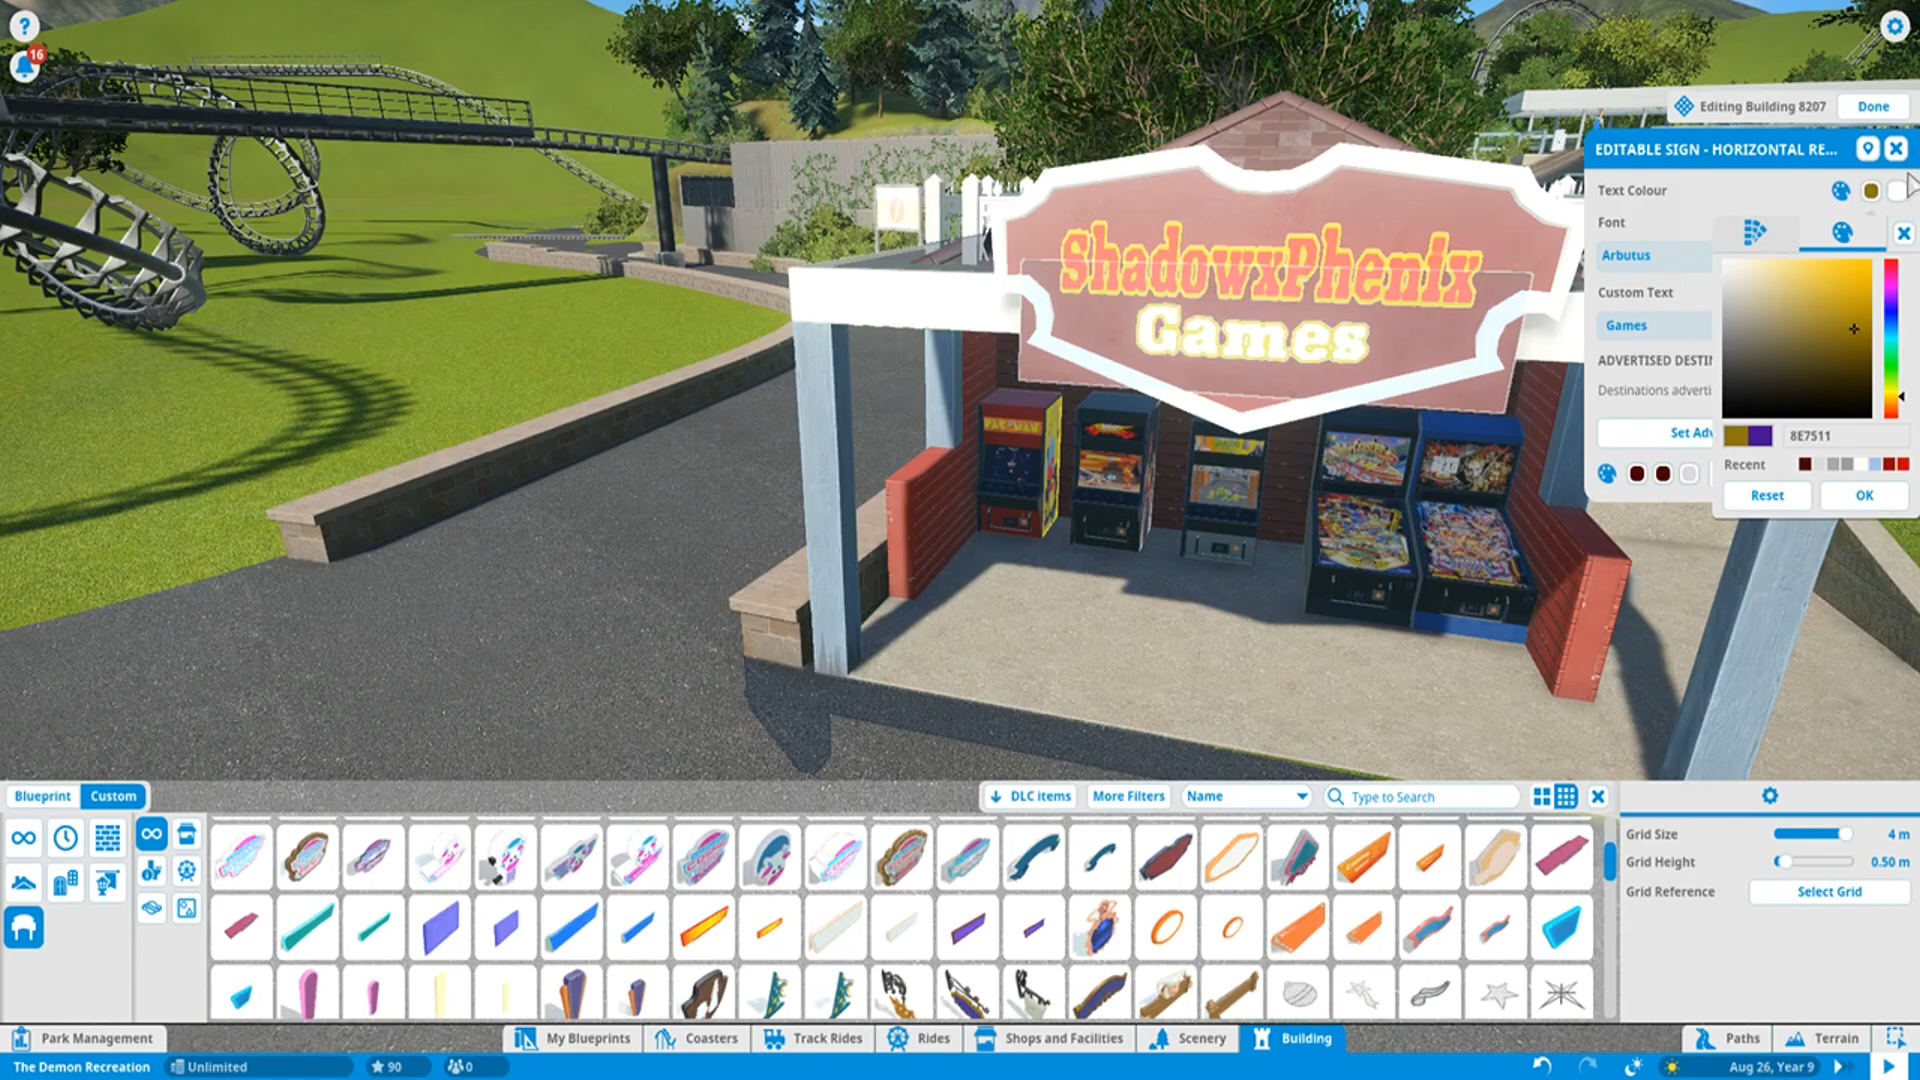 ?
16
Editing Building 8207
Done
EDITABLE SIGN - HORIZONTAL RE...
Text Colour
Font
Arbutus
Custom Text
Games
ADVERTISED DESTI
Destinations adverti
Set Adv
8E7511
Recent
Reset
OK
ShadowxPhenix
Games
PAC-MAN
Blueprint
Custom
DLC items
More Filters
Name
Type to Search
Grid Size
4 m
Grid Height
0.50 m
Grid Reference
Select Grid
Park Management
My Blueprints
Coasters
Track Rides
Rides
Shops and Facilities
Scenery
Building
Paths
Terrain
The Demon Recreation
Unlimited
90
0
Aug 26, Year 9